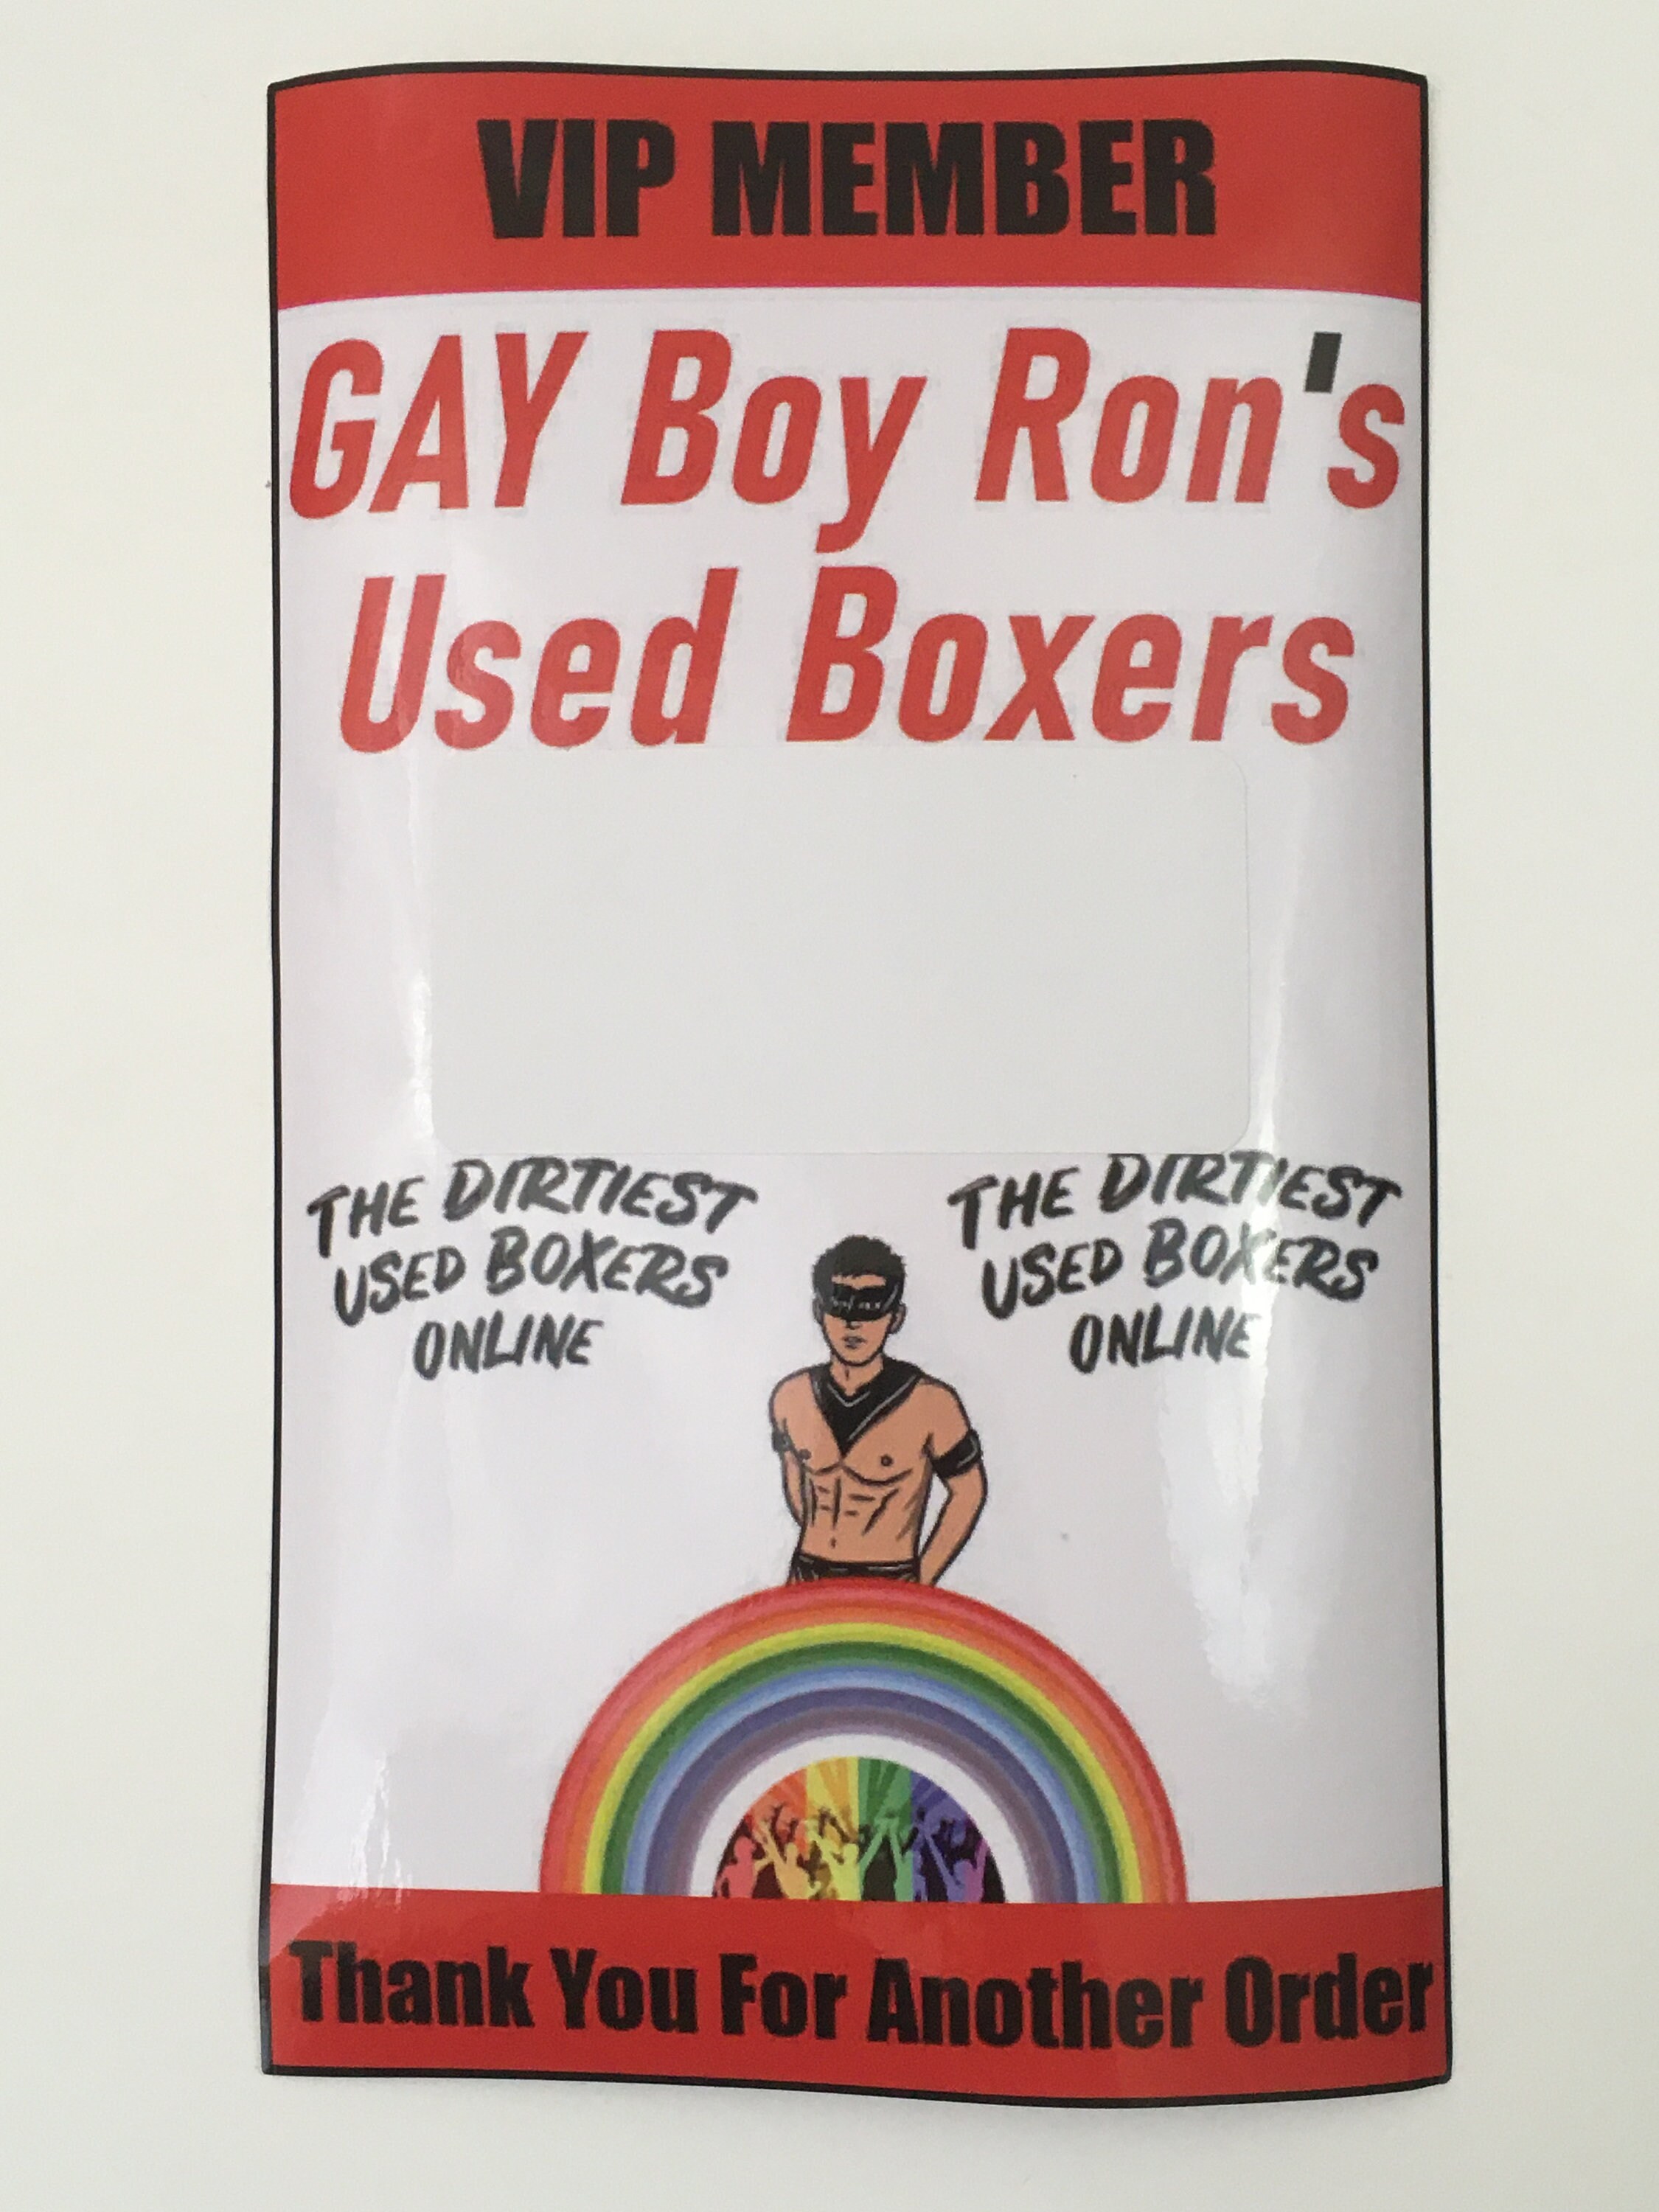 VIP MEMBER
GAY Boy Ron's
Used Boxers
THE DIRTIEST
USED BOXERS
ONLINE
THE DIRTIEST
USED BOXERS
ONLINE
Thank You For Another Order